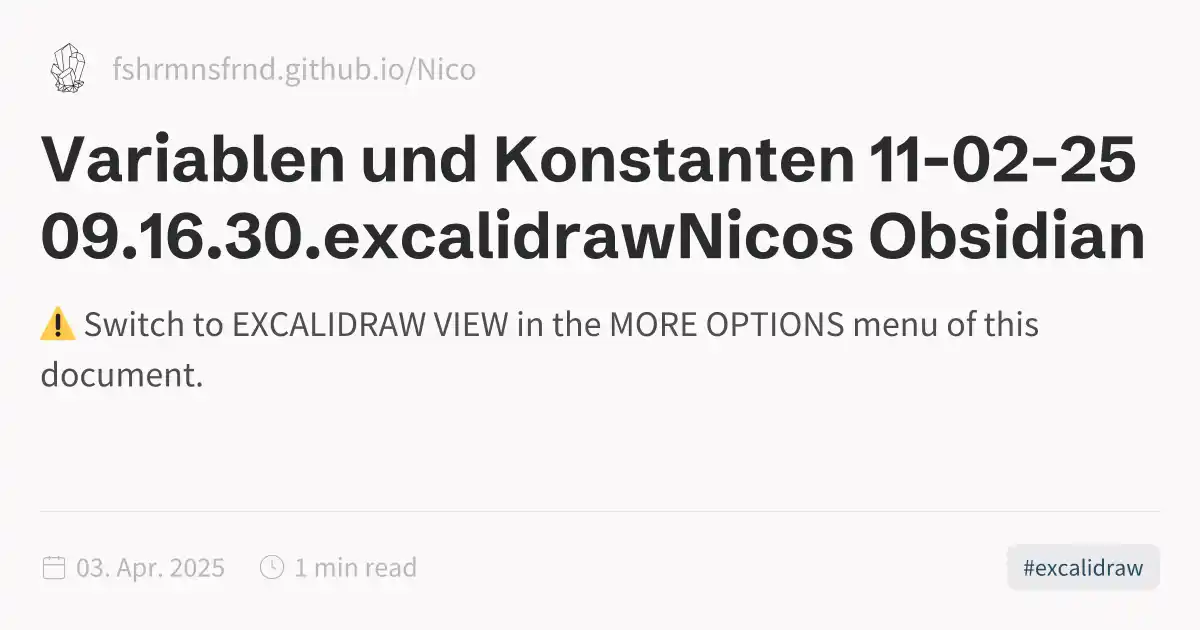 fshrmnsfrnd.github.io/Nico
Variablen und Konstanten 11-02-25
09.16.30.excalidrawNicos Obsidian
⚠️ Switch to EXCALIDRAW VIEW in the MORE OPTIONS menu of this
document.
03. Apr. 2025 1 min read #excalidraw